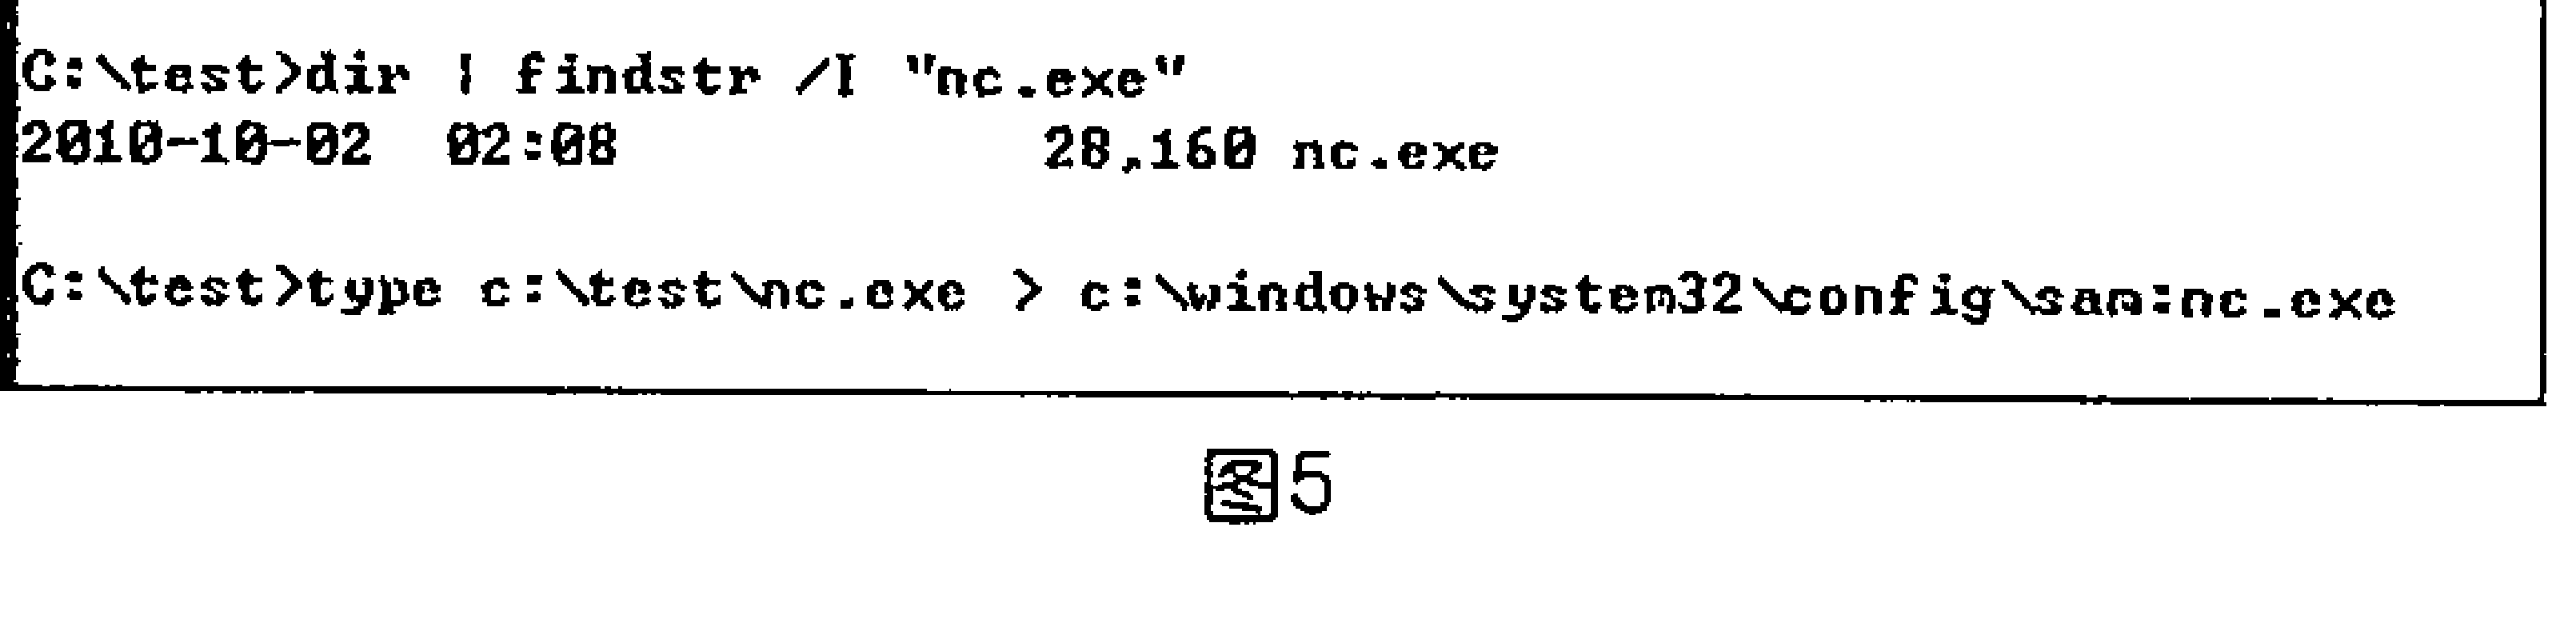 C:\test>dir | findstr /I "nc.exe"
2010-10-02  02:08                28,160 nc.exe
C:\test>type c:\test\nc.exe > c:\windows\system32\config\sam:nc.exe
图5